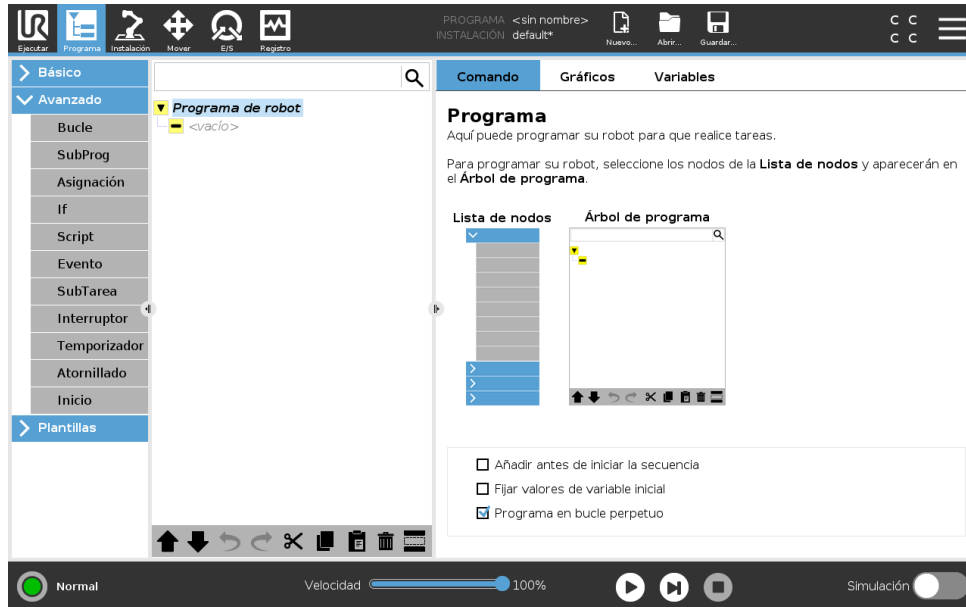 PROGRAMA <sin nombre>
INSTALACIÓN default*
UR
Ejecutar
Programa
Instalación
Mover
E/S
Registro
Nuevo...
Abrir...
Guardar...
C C
C C
Básico
Avanzado
Bucle
SubProg
Asignación
If
Script
Evento
SubTarea
Interruptor
Temporizador
Atornillado
Inicio
Plantillas
Programa de robot
<vacío>
Comando
Gráficos
Variables
Programa
Aquí puede programar su robot para que realice tareas.
Para programar su robot, seleccione los nodos de la Lista de nodos y aparecerán en
el Árbol de programa.
Lista de nodos
Árbol de programa
Añadir antes de iniciar la secuencia
Fijar valores de variable inicial
Programa en bucle perpetuo
Normal
Velocidad
100%
Simulación